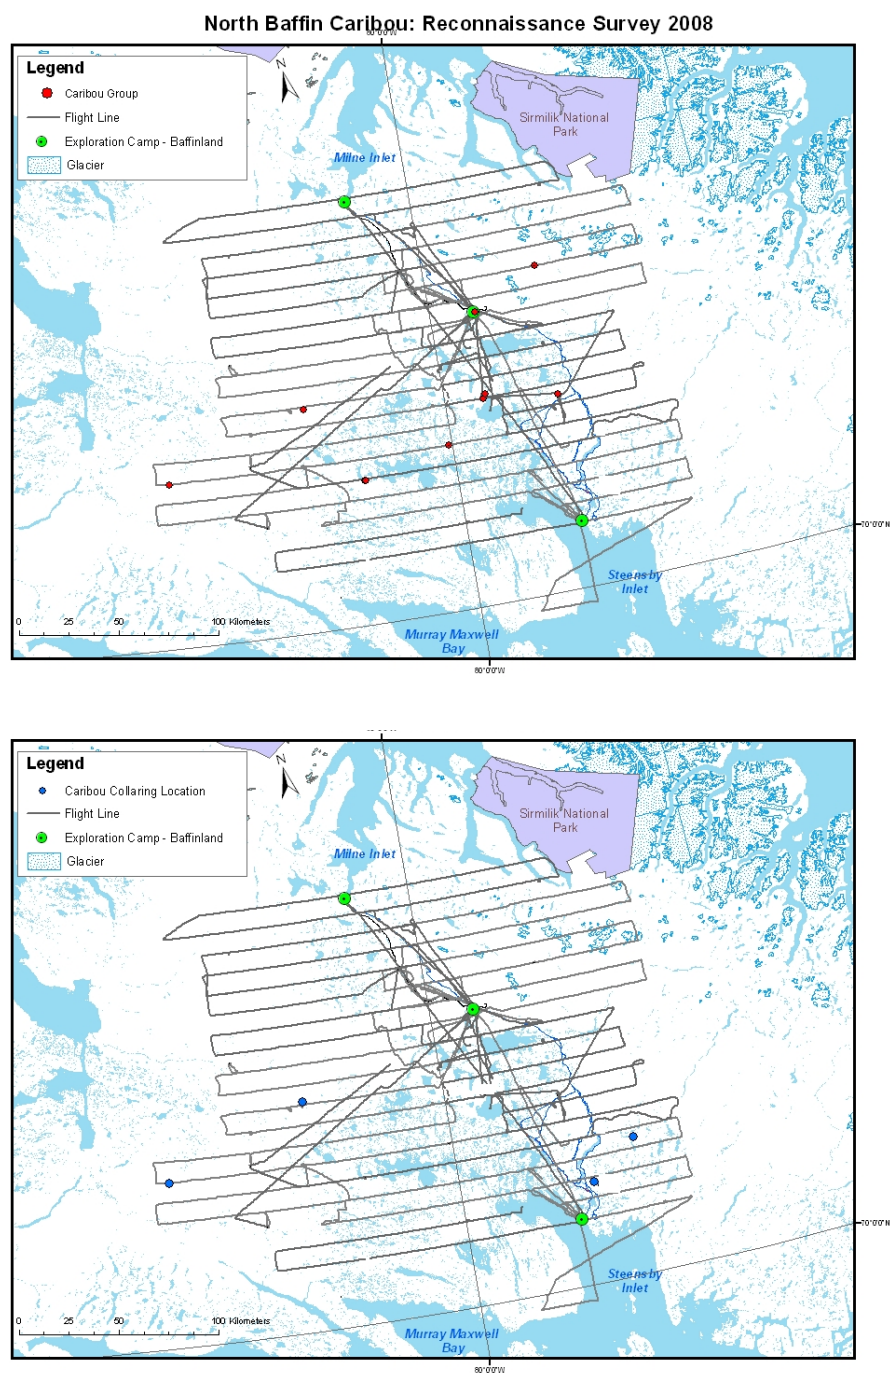 North Baffin Caribou: Reconnaissance Survey 2008
Legend
Caribou Group
Flight Line
Exploration Camp - Baffinland
Glacier
N
Sirmilik National
Park
Milne Inlet
70°0'0"N
Steensby
Inlet
0 50 100 Kilometers
Murray Maxwell
Bay
80°0'0"W
Legend
Caribou Collaring Location
Flight Line
Exploration Camp - Baffinland
Glacier
N
Sirmilik National
Park
Milne Inlet
70°0'0"N
Steensby
Inlet
0 50 100 Kilometers
Murray Maxwell
Bay
80°0'0"W